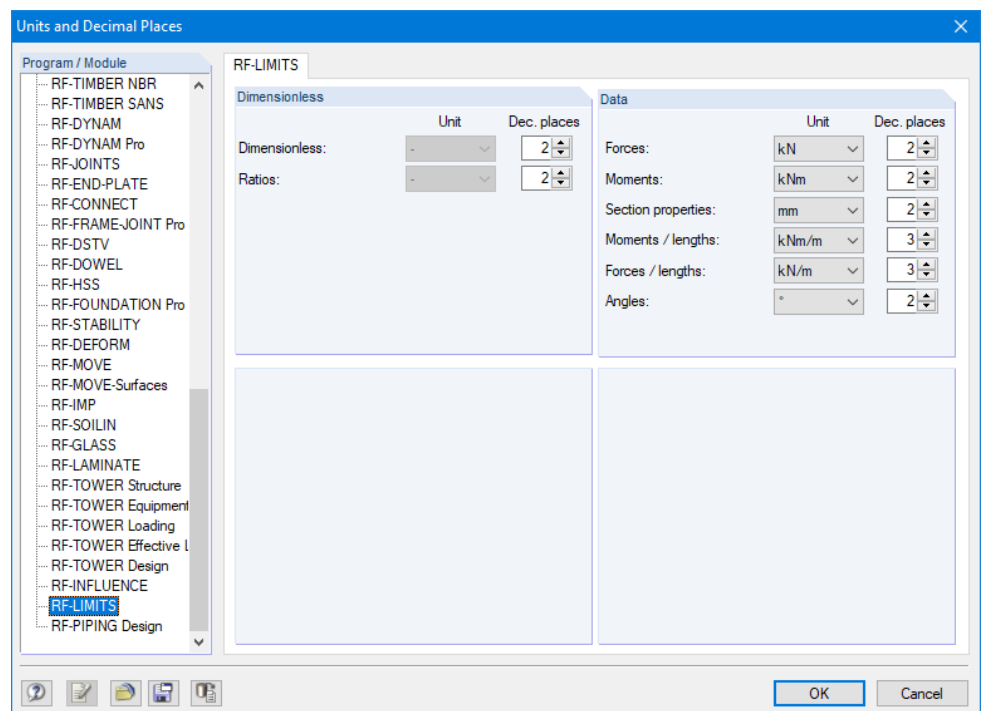 Units and Decimal Places
Program / Module
RF-TIMBER NBR
RF-TIMBER SANS
RF-DYNAM
RF-DYNAM Pro
RF-JOINTS
RF-END-PLATE
RF-CONNECT
RF-FRAME-JOINT Pro
RF-DSTV
RF-DOWEL
RF-HSS
RF-FOUNDATION Pro
RF-STABILITY
RF-DEFORM
RF-MOVE
RF-MOVE-Surfaces
RF-IMP
RF-SOILIN
RF-GLASS
RF-LAMINATE
RF-TOWER Structure
RF-TOWER Equipment
RF-TOWER Loading
RF-TOWER Effective L
RF-TOWER Design
RF-INFLUENCE
RF-LIMITS
RF-PIPING Design
RF-LIMITS
Dimensionless
Unit Dec. places
Dimensionless: - 2
Ratios: - 2
Data
Unit Dec. places
Forces: kN 2
Moments: kNm 2
Section properties: mm 2
Moments / lengths: kNm/m 3
Forces / lengths: kN/m 3
Angles: ° 2
OK Cancel